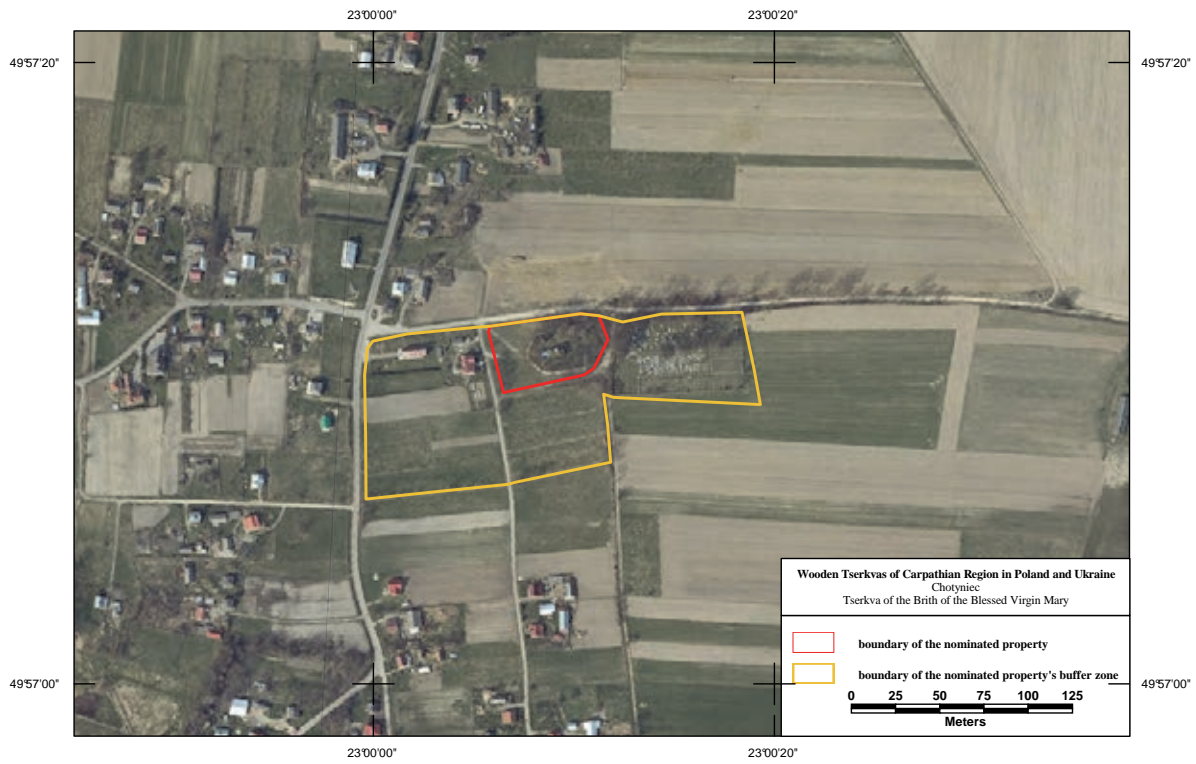 23°00'00"
23°00'20"
49°57'20"
49°57'20"
Wooden Tserkvas of Carpathian Region in Poland and Ukraine
Chotyniec
Tserkva of the Brith of the Blessed Virgin Mary
boundary of the nominated property
boundary of the nominated property's buffer zone
0 25 50 75 100 125
Meters
49°57'00"
49°57'00"
23°00'00"
23°00'20"